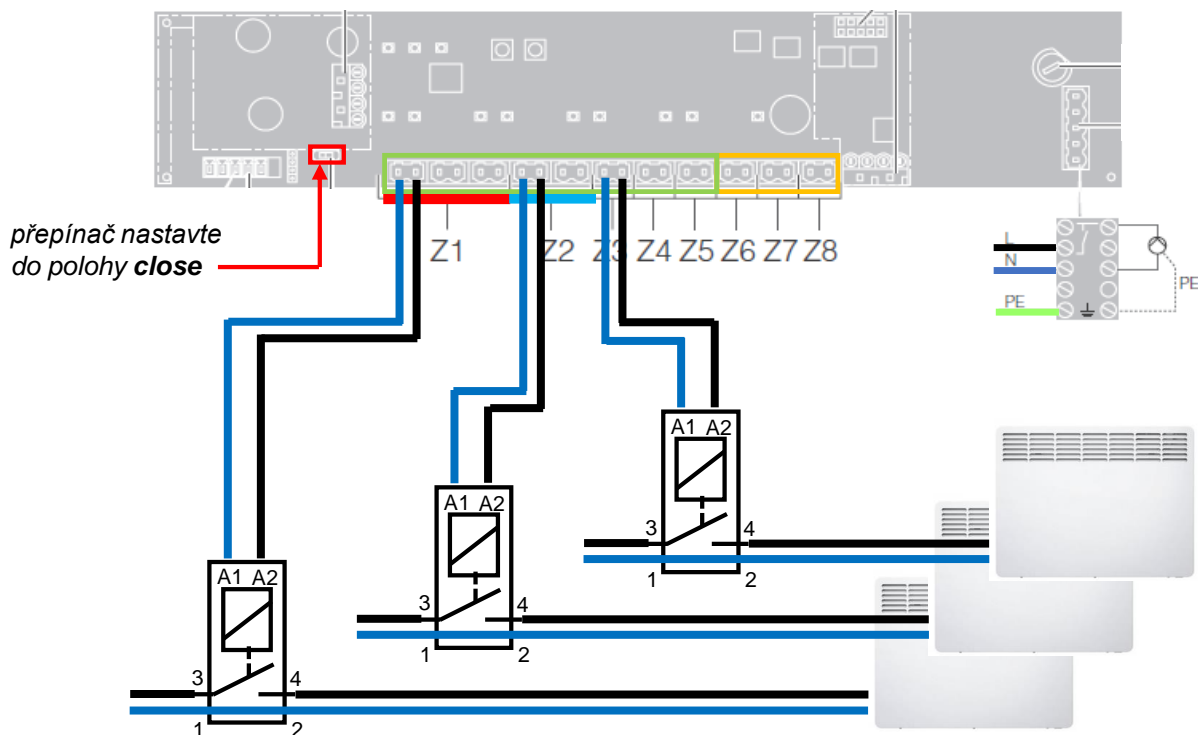 přepínač nastavte
do polohy close
Z1 Z2 Z3 Z4 Z5 Z6 Z7 Z8
L
N
PE
PE
A1 A2
3 4
1 2
A1 A2
3 4
1 2
A1 A2
3 4
1 2